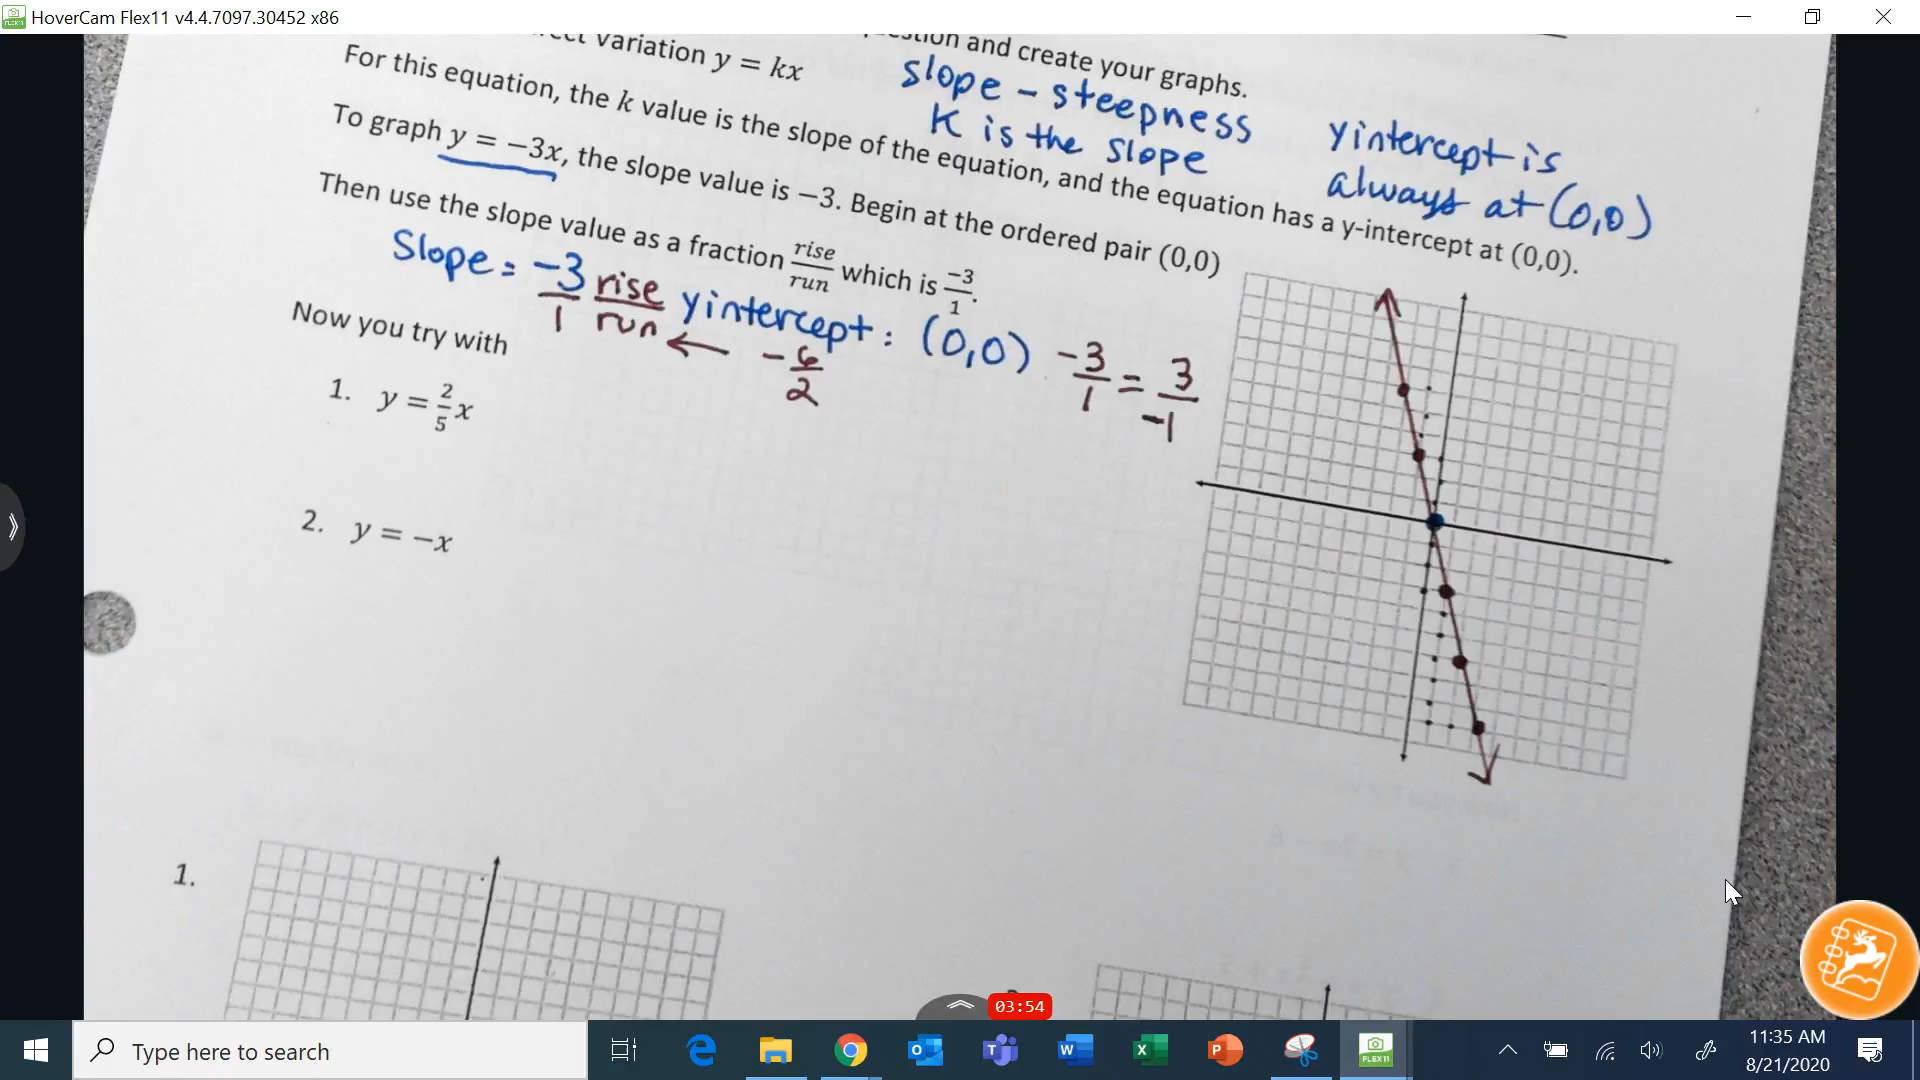 HoverCam Flex11 v4.4.7097.30452 x86
variation y = kx
and create your graphs.
slope - steepness
K is the slope
For this equation, the k value is the slope of the equation, and the equation has a y-intercept at (0,0).
y intercept is
always at (0,0)
To graph y = −3x, the slope value is −3. Begin at the ordered pair (0,0)
Then use the slope value as a fraction rise/run which is −3/1.
Slope = -3/1 rise/run y intercept: (0,0)
← -6/2
-3/1 = 3/-1
Now you try with
1. y = 2/5 x
2. y = −x
1.
03:54
FLEX11
Type here to search
11:35 AM
8/21/2020